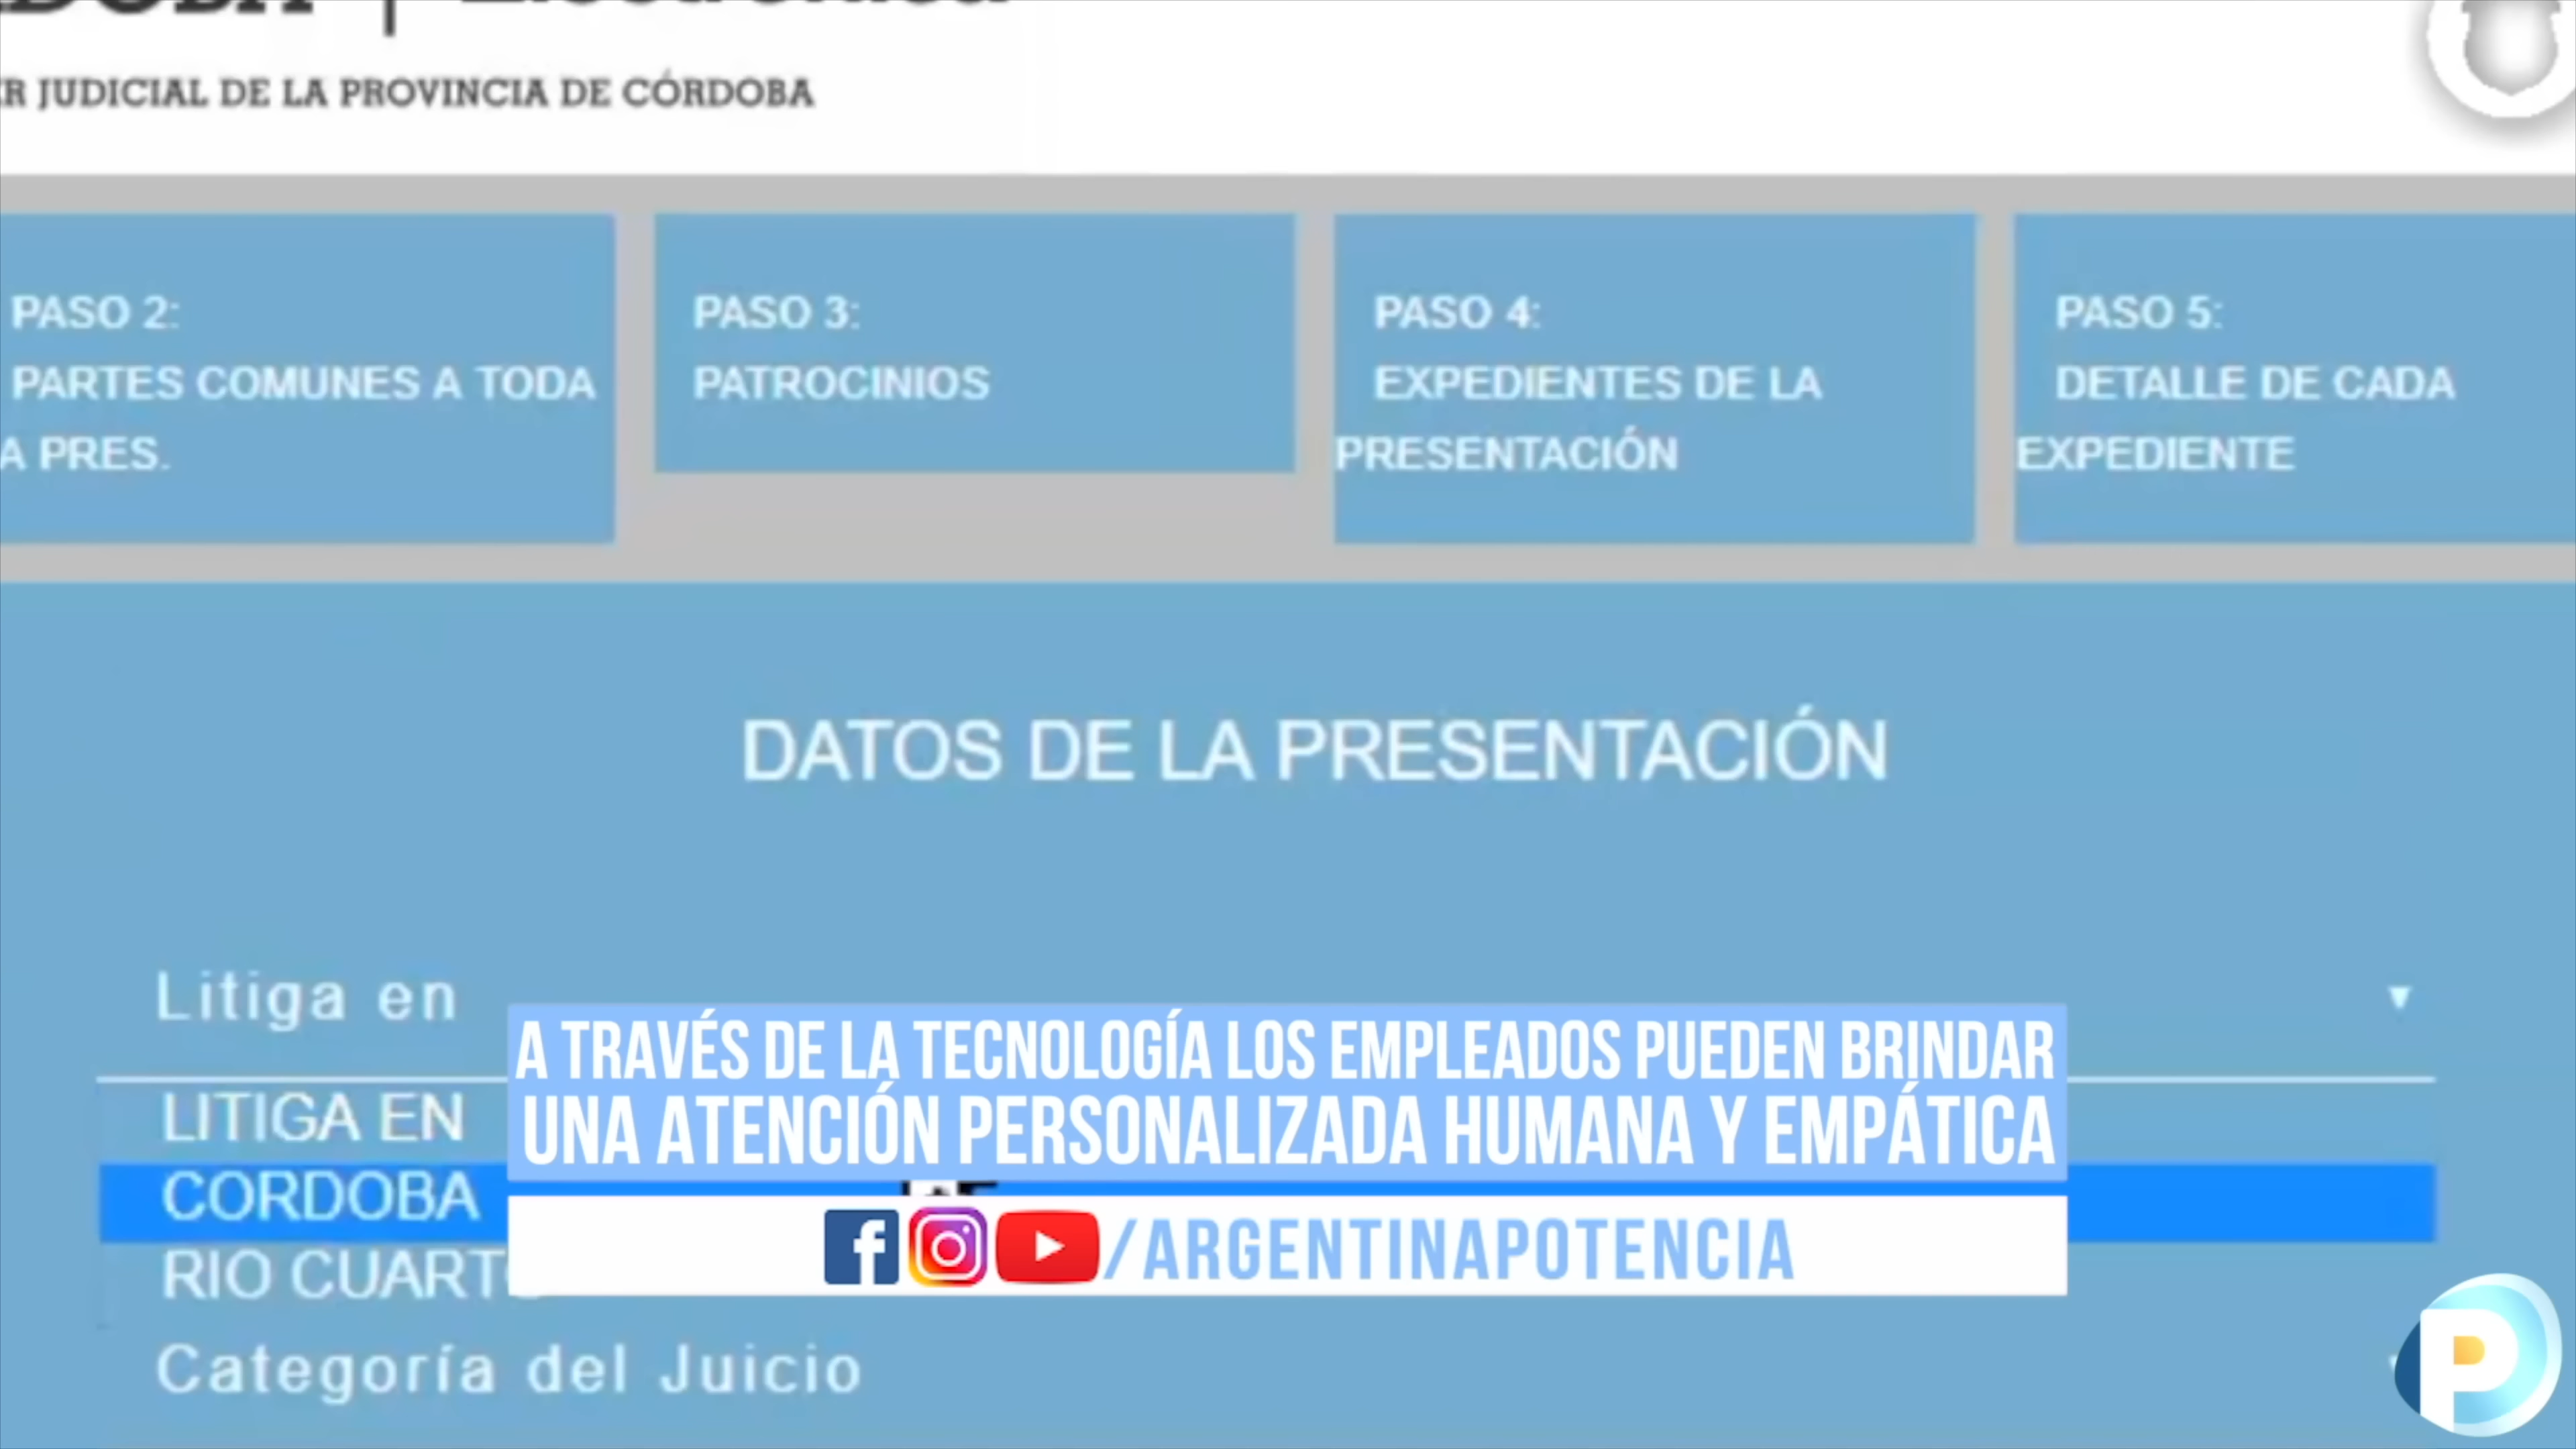 JUDICIAL DE LA PROVINCIA DE CÓRDOBA
PASO 2:
PARTES COMUNES A TODA
A PRES.
PASO 3:
PATROCINIOS
PASO 4:
EXPEDIENTES DE LA
PRESENTACIÓN
PASO 5:
DETALLE DE CADA
EXPEDIENTE
DATOS DE LA PRESENTACIÓN
Litiga en
LITIGA EN
CORDOBA
RIO
Categoría del Juicio
A TRAVÉS DE LA TECNOLOGÍA LOS EMPLEADOS PUEDEN BRINDAR
UNA ATENCIÓN PERSONALIZADA HUMANA Y EMPÁTICA
/ARGENTINAPOTENCIA
P